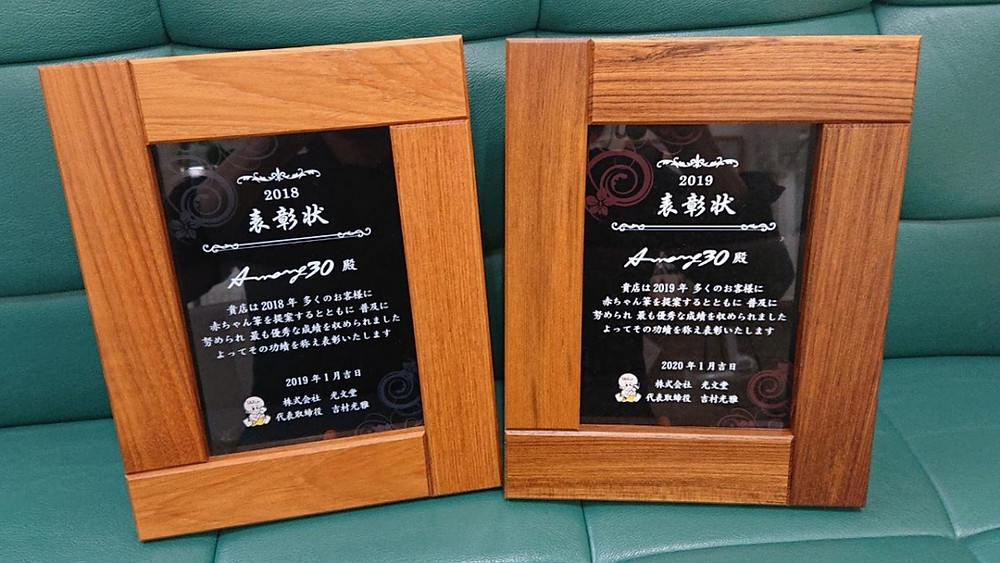 2018
表彰状
Among30 殿
貴店は2018年 多くのお客様に
赤ちゃん筆を提案するとともに 普及に
努められ 最も優秀な成績を収められました
よってその功績を称え表彰いたします
2019年1月吉日
株式会社 光文堂
代表取締役 吉村光雅
2019
表彰状
Among30 殿
貴店は2019年 多くのお客様に
赤ちゃん筆を提案するとともに 普及に
努められ 最も優秀な成績を収められました
よってその功績を称え表彰いたします
2020年1月吉日
株式会社 光文堂
代表取締役 吉村光雅